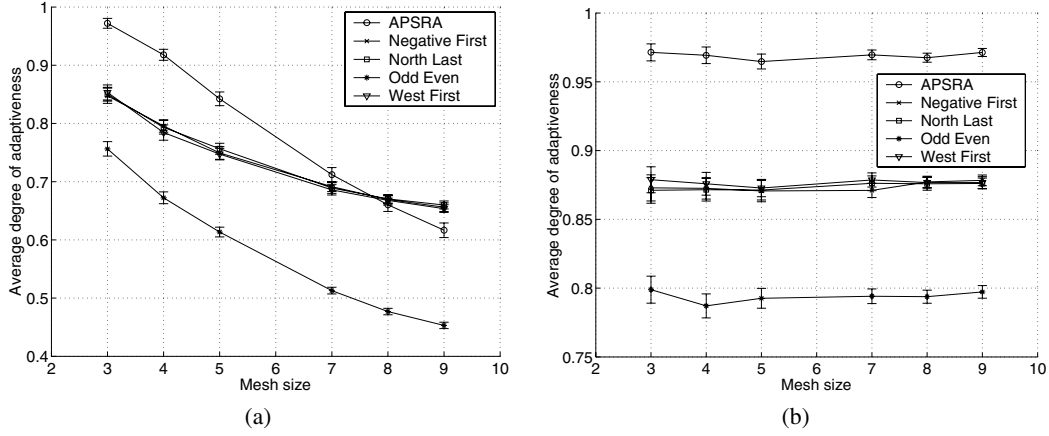 1
0.9
0.8
0.7
0.6
0.5
0.4
2 3 4 5 6 7 8 9 10
Average degree of adaptiveness
Mesh size
APSRA
Negative First
North Last
Odd Even
West First
(a)
1
0.95
0.9
0.85
0.8
0.75
2 3 4 5 6 7 8 9 10
Average degree of adaptiveness
Mesh size
APSRA
Negative First
North Last
Odd Even
West First
(b)